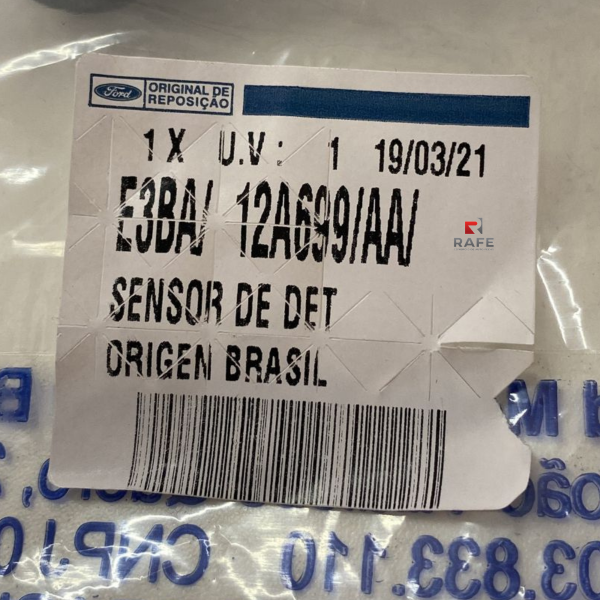 Ford
ORIGINAL DE
REPOSIÇÃO
1 X U.V: 1 19/03/21
E3BA/ 12A699/AA/
RAFE
SENSOR DE DET
ORIGEN BRASIL
03.833.110
CNPJ